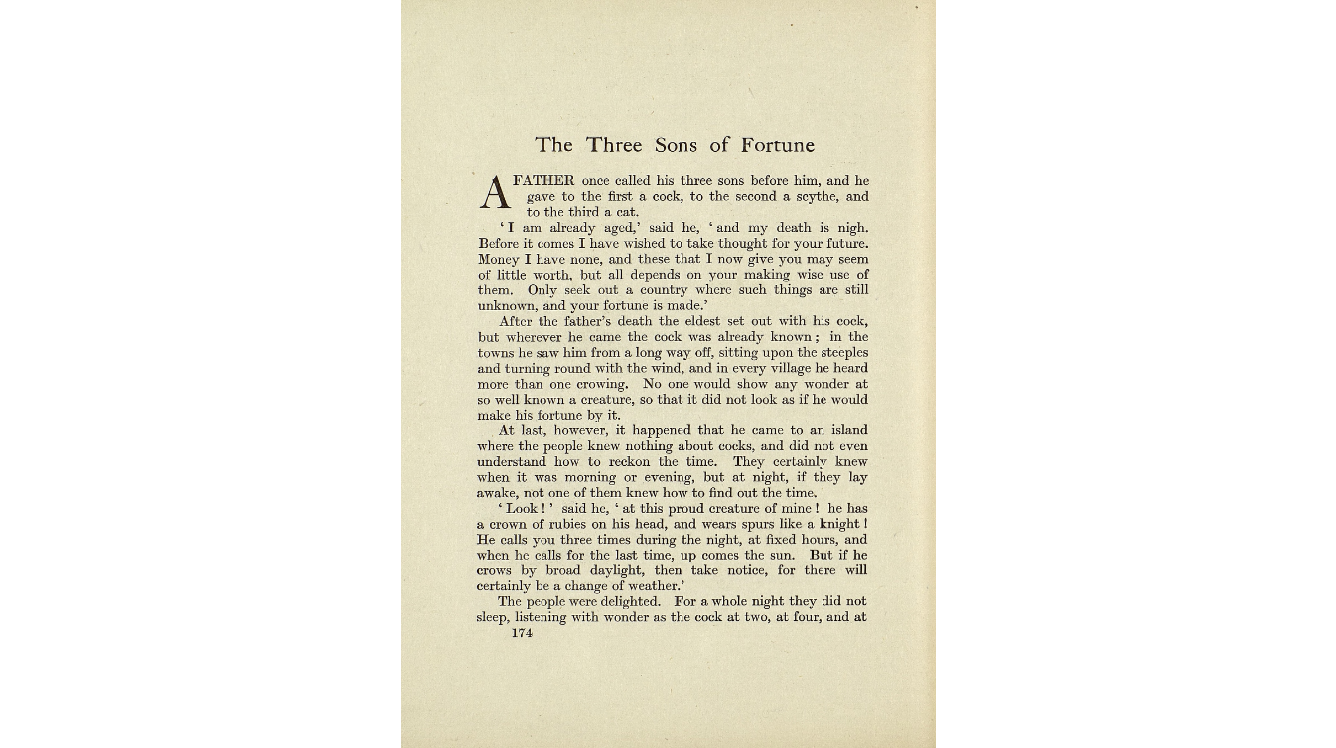 The Three Sons of Fortune
A FATHER once called his three sons before him, and he
gave to the first a cock, to the second a scythe, and
to the third a cat.
‘ I am already aged,’ said he, ‘ and my death is nigh.
Before it comes I have wished to take thought for your future.
Money I have none, and these that I now give you may seem
of little worth, but all depends on your making wise use of
them. Only seek out a country where such things are still
unknown, and your fortune is made.’
After the father’s death the eldest set out with his cock,
but wherever he came the cock was already known ; in the
towns he saw him from a long way off, sitting upon the steeples
and turning round with the wind, and in every village he heard
more than one crowing. No one would show any wonder at
so well known a creature, so that it did not look as if he would
make his fortune by it.
At last, however, it happened that he came to an island
where the people knew nothing about cocks, and did not even
understand how to reckon the time. They certainly knew
when it was morning or evening, but at night, if they lay
awake, not one of them knew how to find out the time.
‘ Look ! ’ said he, ‘ at this proud creature of mine ! he has
a crown of rubies on his head, and wears spurs like a knight !
He calls you three times during the night, at fixed hours, and
when he calls for the last time, up comes the sun. But if he
crows by broad daylight, then take notice, for there will
certainly be a change of weather.’
The people were delighted. For a whole night they did not
sleep, listening with wonder as the cock at two, at four, and at
174